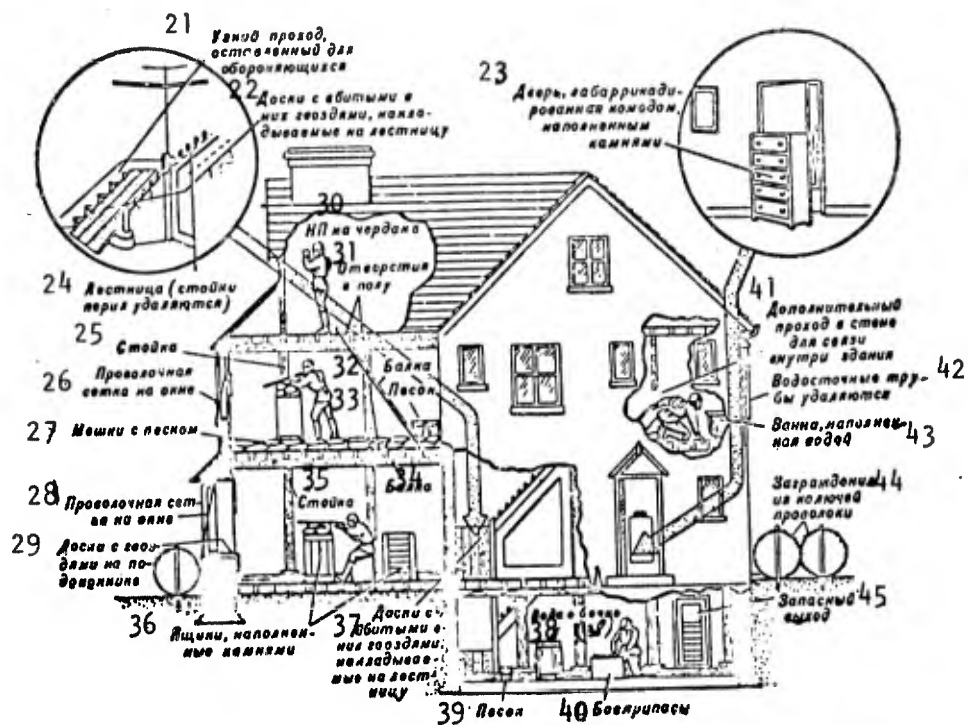 21
Узкий проход,
оставленный для
обороняющихся
22
Доски с вбитыми в
них гвоздями, накла-
дываемые на лестницу
23
Дверь, забаррикади-
рованная комодом,
наполненным
камнями
24
Лестница (стойки
перил удаляются)
30
НП на чердаке
31
Отверстия
в полу
25
Стойка
26
Проволочная
сетка на окне
32
Балка
33
Песок
27
Мешки с песком
41
Дополнительный
проход в стене
для связи
внутри здания
42
Водосточные тру-
бы удаляются
Ванна, наполнен-
ная водой
43
28
Проволочная сет-
ка на окне
35
Стойка
34
Балка
29
Доски с гвоз-
дями на по-
доконнике
Заграждения
из колючей
проволоки
44
36
Ящики, наполнен-
ные камнями
37
Доски с
вбитыми в
них гвоздями,
накладывае-
мые на лест-
ницу
Вода в бочке
38
Запасный
выход
45
39 Песок
40 Боеприпасы